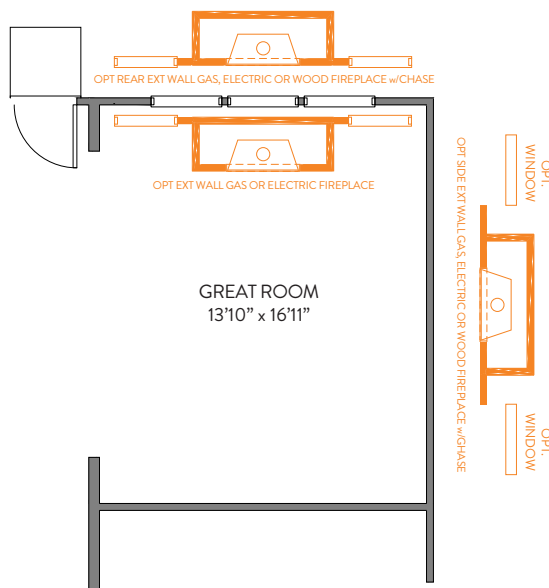 OPT REAR EXT WALL GAS, ELECTRIC OR WOOD FIREPLACE w/CHASE
OPT EXT WALL GAS OR ELECTRIC FIREPLACE
GREAT ROOM
13’10” x 16’11”
OPT SIDE EXT WALL GAS, ELECTRIC OR WOOD FIREPLACE w/GHASE
OPT.
WINDOW
OPT.
WINDOW